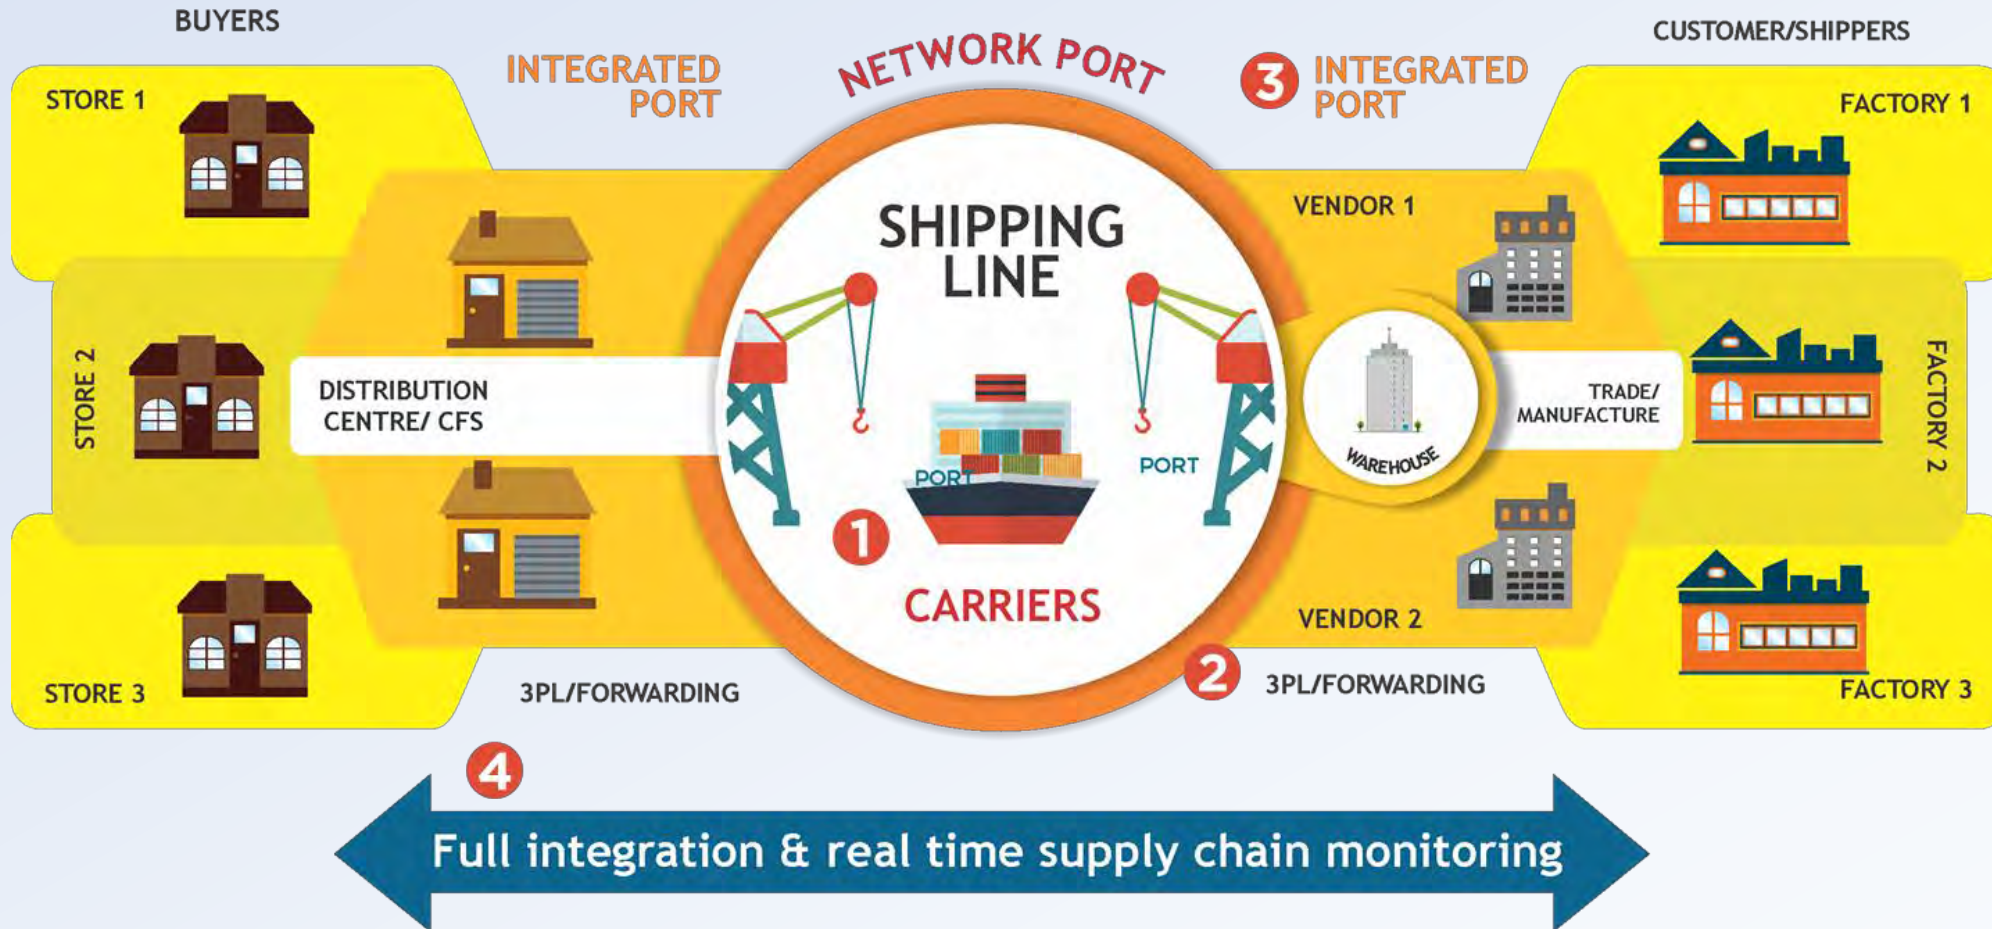 BUYERS
CUSTOMER/SHIPPERS
INTEGRATED
PORT
NETWORK PORT
3
INTEGRATED
PORT
STORE 1
FACTORY 1
VENDOR 1
SHIPPING
LINE
STORE 2
DISTRIBUTION
CENTRE/ CFS
PORT
PORT
WAREHOUSE
TRADE/
MANUFACTURE
FACTORY 2
1
CARRIERS
VENDOR 2
STORE 3
3PL/FORWARDING
2
3PL/FORWARDING
FACTORY 3
4
Full integration & real time supply chain monitoring